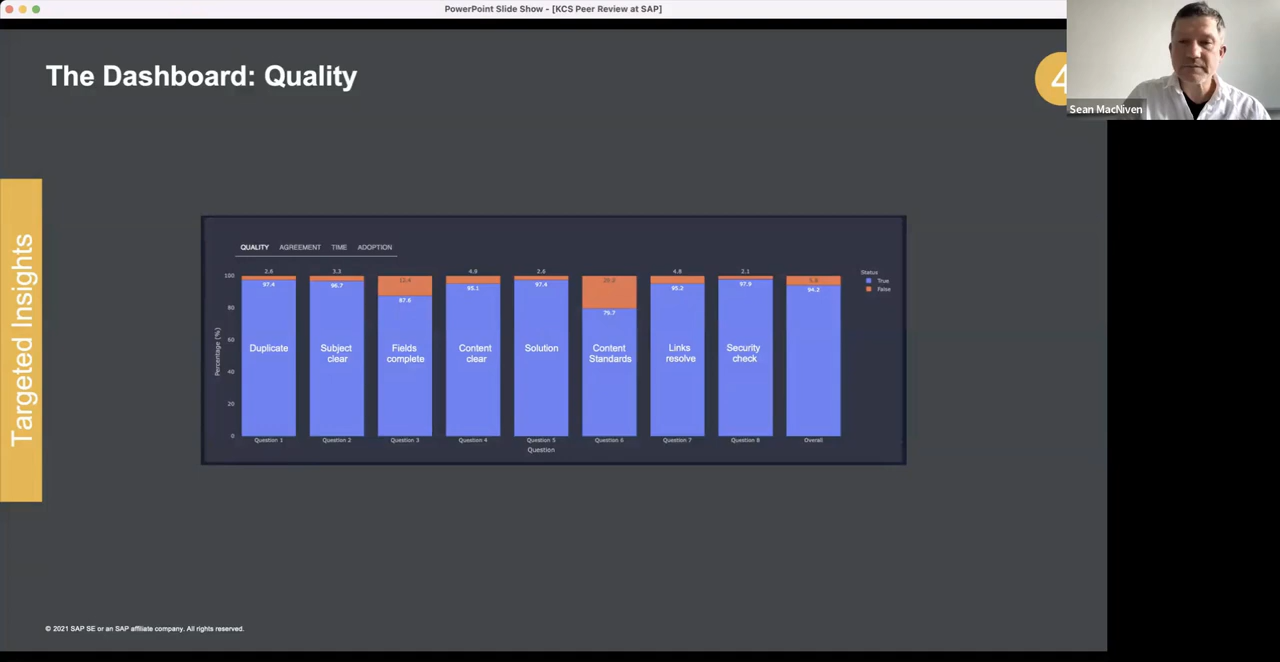 PowerPoint Slide Show - [KCS Peer Review at SAP]
The Dashboard: Quality
4
Sean MacNiven
Targeted Insights
QUALITY AGREEMENT TIME ADOPTION
2.6 3.3 12.4 4.9 2.6 4.8 2.1 5.8
100
97.4 96.7 87.6 95.1 97.4 79.7 95.2 97.9 94.2
80
60
40
20
0
Percentage (%)
Duplicate
Subject
clear
Fields
complete
Content
clear
Solution
Content
Standards
Links
resolve
Security
check
Question 1 Question 2 Question 3 Question 4 Question 5 Question 6 Question 7 Question 8 Overall
Question
Status
True
False
© 2021 SAP SE or an SAP affiliate company. All rights reserved.